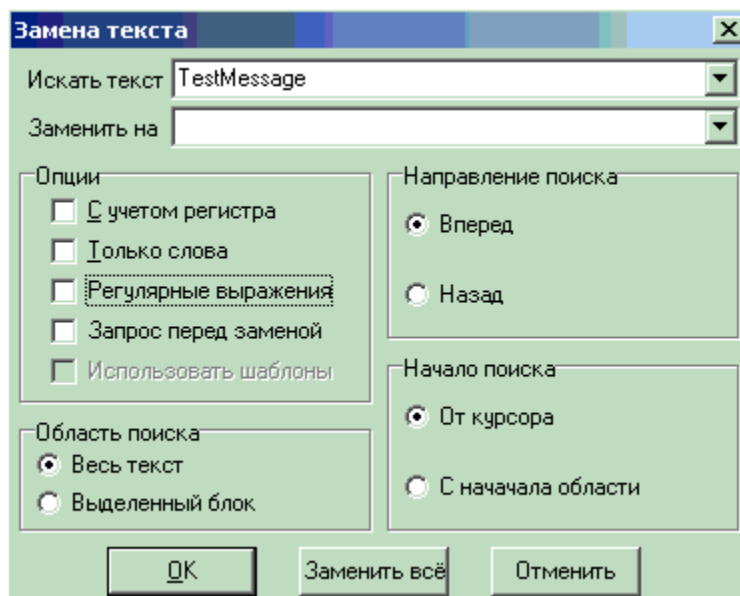 Замена текста
Искать текст TestMessage
Заменить на
Опции
С учетом регистра
Только слова
Регулярные выражения
Запрос перед заменой
Использовать шаблоны
Область поиска
Весь текст
Выделенный блок
Направление поиска
Вперед
Назад
Начало поиска
От курсора
С начачала области
OK
Заменить всё
Отменить